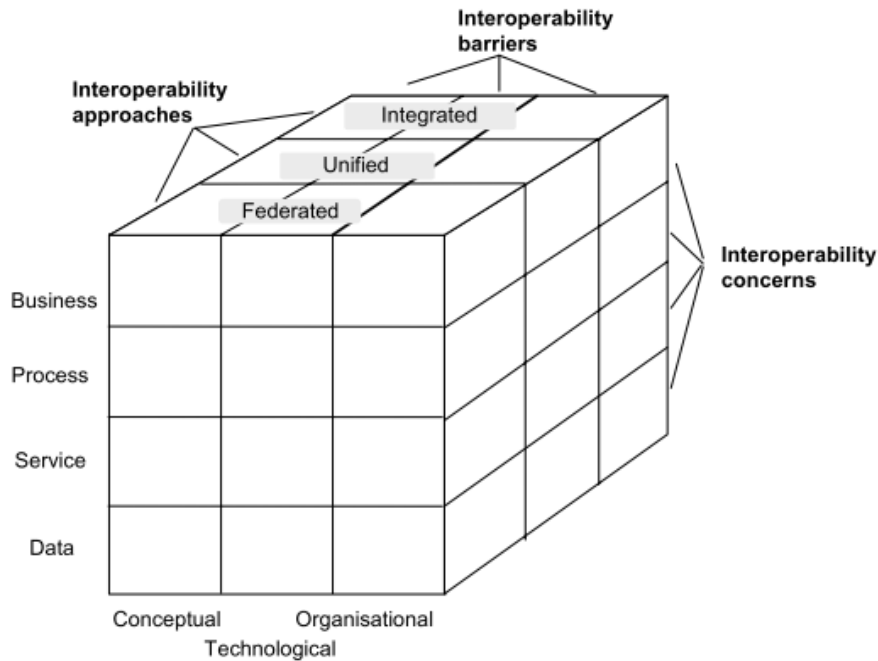 Interoperability
barriers
Interoperability
approaches
Integrated
Unified
Federated
Interoperability
concerns
Business
Process
Service
Data
Conceptual
Organisational
Technological